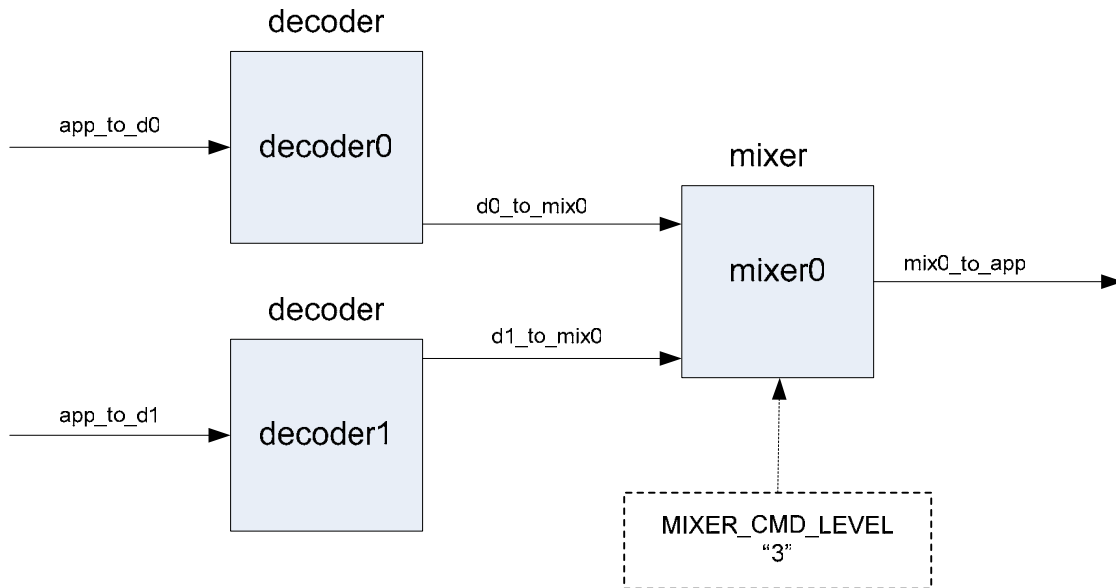 decoder
app_to_d0
decoder0
mixer
d0_to_mix0
mixer0
mix0_to_app
decoder
d1_to_mix0
app_to_d1
decoder1
MIXER_CMD_LEVEL
“3”